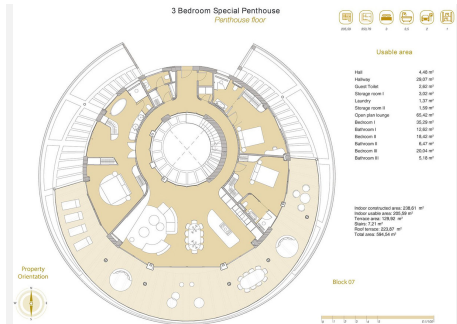 3 Bedroom Special Penthouse
Penthouse floor
Usable area
Hall 4,48 m²
Hallway 29,67 m²
Guest Toilet 2,62 m²
Storage room I 3,02 m²
Laundry 1,37 m²
Storage room II 1,59 m²
Open plan lounge 65,42 m²
Bedroom I 35,29 m²
Bathroom I 12,82 m²
Bedroom II 18,42 m²
Bathroom II 6,47 m²
Bedroom III 20,04 m²
Bathroom III 5,18 m²
Indoor constructed area: 238,61 m²
Indoor usable area: 205,59 m²
Terrace area: 128,92 m²
Stairs: 7,21 m²
Roof terrace: 223,87 m²
Total area: 594,54 m²
Property
Orientation
Block 07